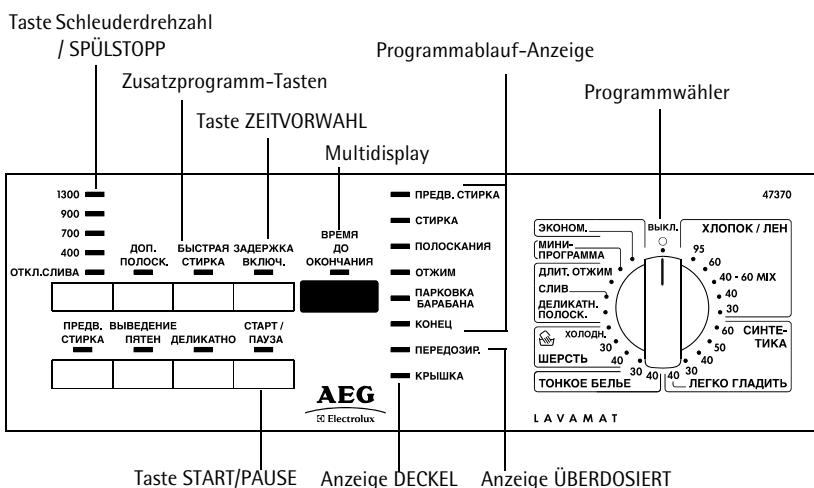 Taste Schleuderdrehzahl
/ SPÜLSTOPP
Programmablauf-Anzeige
Zusatzprogramm-Tasten
Programmwähler
Taste ZEITVORWAHL
Multidisplay
1300
900
700
400
ОТКЛ.СЛИВА
ДОП.
ПОЛОСК.
БЫСТРАЯ
СТИРКА
ЗАДЕРЖКА
ВКЛЮЧ.
ВРЕМЯ
ДО
ОКОНЧАНИЯ
ПРЕДВ.
СТИРКА
ВЫВЕДЕНИЕ
ПЯТЕН
ДЕЛИКАТНО
СТАРТ /
ПАУЗА
ПРЕДВ. СТИРКА
СТИРКА
ПОЛОСКАНИЯ
ОТЖИМ
ПАРКОВКА
БАРАБАНА
КОНЕЦ
ПЕРЕДОЗИР.
КРЫШКА
AEG
Electrolux
47370
ВЫКЛ.
ЭКОНОМ.
МИНИ-
ПРОГРАММА
ДЛИТ. ОТЖИМ
СЛИВ
ДЕЛИКАТН.
ПОЛОСК.
ХОЛОДН.
30
ШЕРСТЬ
40
ТОНКОЕ БЕЛЬЕ
30
40
ХЛОПОК / ЛЕН
95
60
40 - 60 MIX
40
30
60
СИНТЕ-
ТИКА
50
40
30
40
ЛЕГКО ГЛАДИТЬ
LAVAMAT
Taste START/PAUSE
Anzeige DECKEL
Anzeige ÜBERDOSIERT